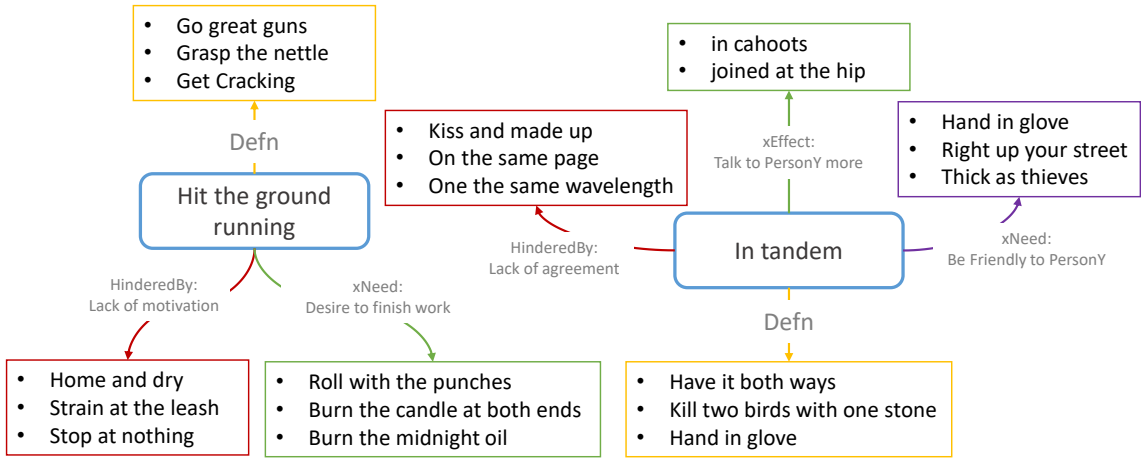 • Go great guns
• Grasp the nettle
• Get Cracking
Defn
Hit the ground
running
HinderedBy:
Lack of motivation
xNeed:
Desire to finish work
• Home and dry
• Strain at the leash
• Stop at nothing
• Roll with the punches
• Burn the candle at both ends
• Burn the midnight oil
• in cahoots
• joined at the hip
xEffect:
Talk to PersonY more
• Kiss and made up
• On the same page
• One the same wavelength
• Hand in glove
• Right up your street
• Thick as thieves
HinderedBy:
Lack of agreement
In tandem
xNeed:
Be Friendly to PersonY
Defn
• Have it both ways
• Kill two birds with one stone
• Hand in glove